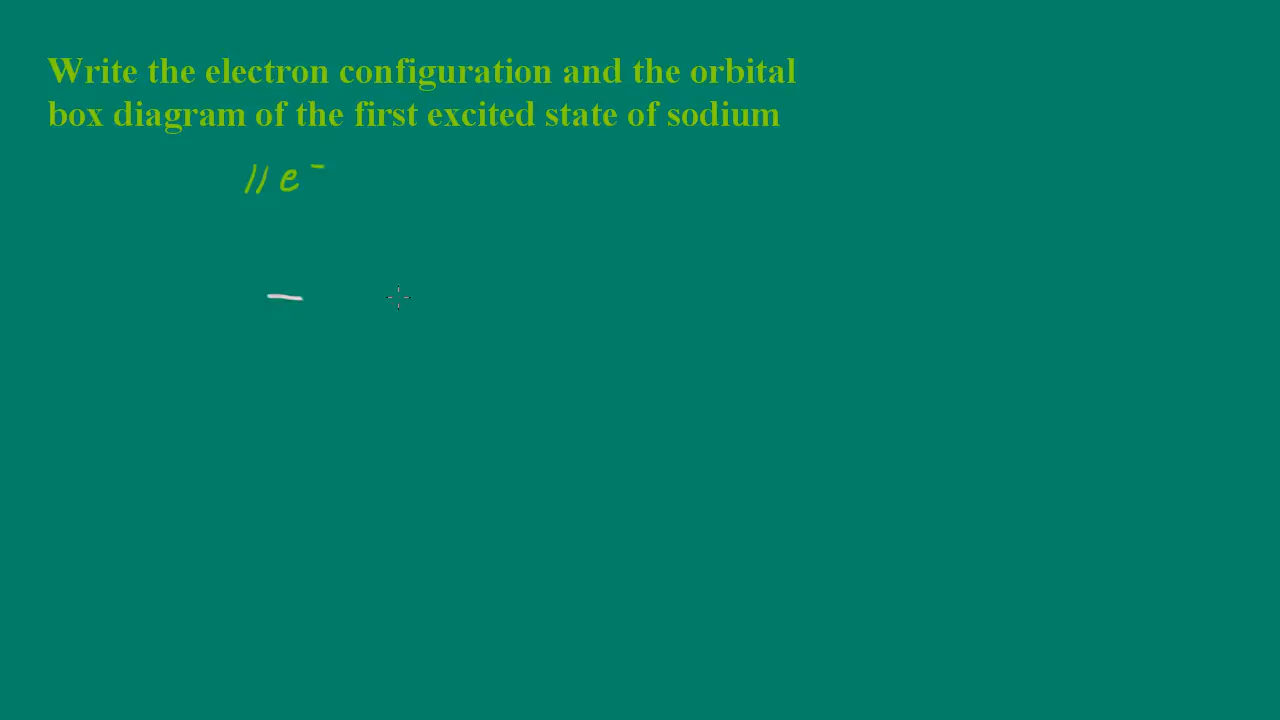 Write the electron configuration and the orbital
box diagram of the first excited state of sodium
11 e⁻